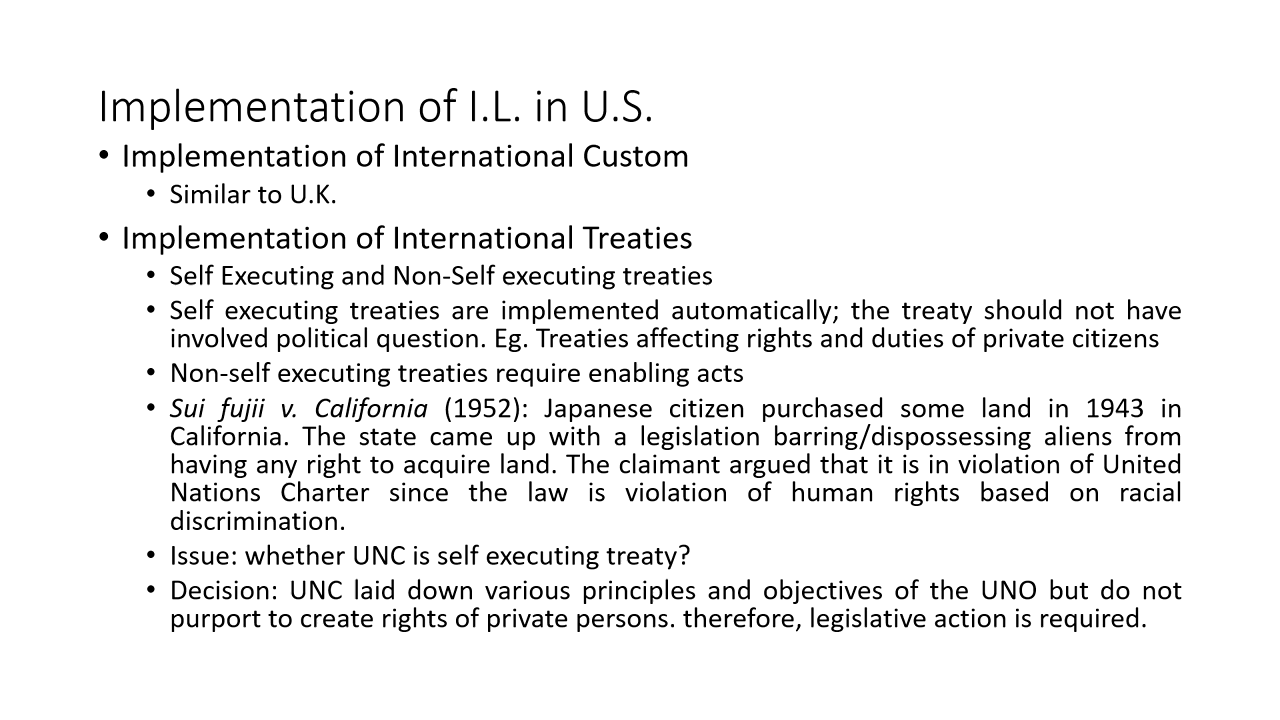 Implementation of I.L. in U.S.
• Implementation of International Custom
• Similar to U.K.
• Implementation of International Treaties
• Self Executing and Non-Self executing treaties
• Self executing treaties are implemented automatically; the treaty should not have
involved political question. Eg. Treaties affecting rights and duties of private citizens
• Non-self executing treaties require enabling acts
• Sui fujii v. California (1952): Japanese citizen purchased some land in 1943 in
California. The state came up with a legislation barring/dispossessing aliens from
having any right to acquire land. The claimant argued that it is in violation of United
Nations Charter since the law is violation of human rights based on racial
discrimination.
• Issue: whether UNC is self executing treaty?
• Decision: UNC laid down various principles and objectives of the UNO but do not
purport to create rights of private persons. therefore, legislative action is required.